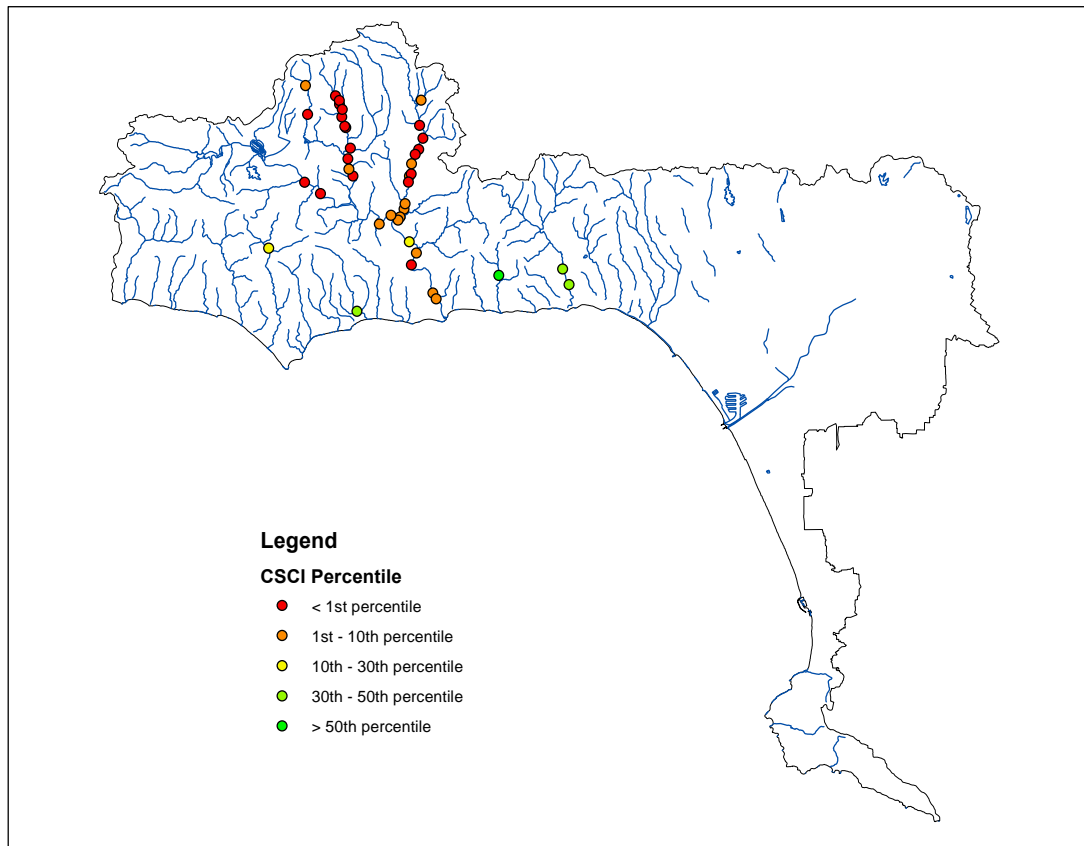 Legend
CSCI Percentile
< 1st percentile
1st - 10th percentile
10th - 30th percentile
30th - 50th percentile
> 50th percentile